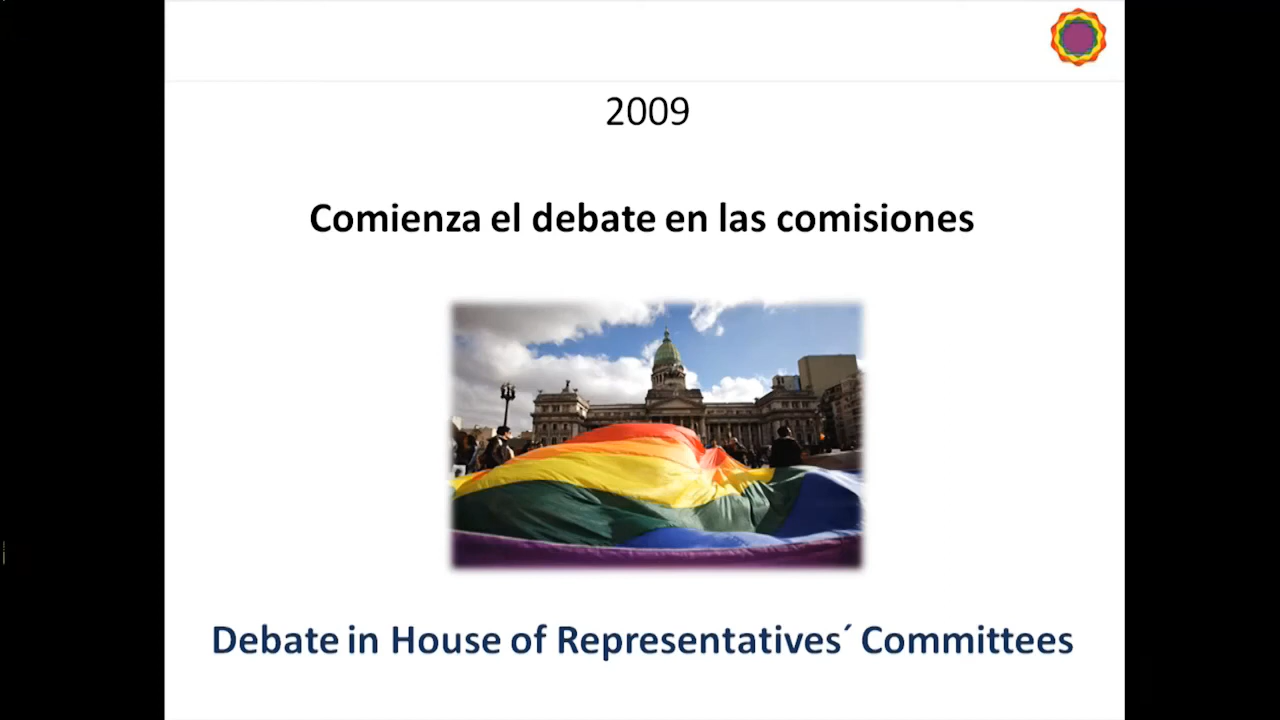 2009
Comienza el debate en las comisiones
Debate in House of Representatives´ Committees